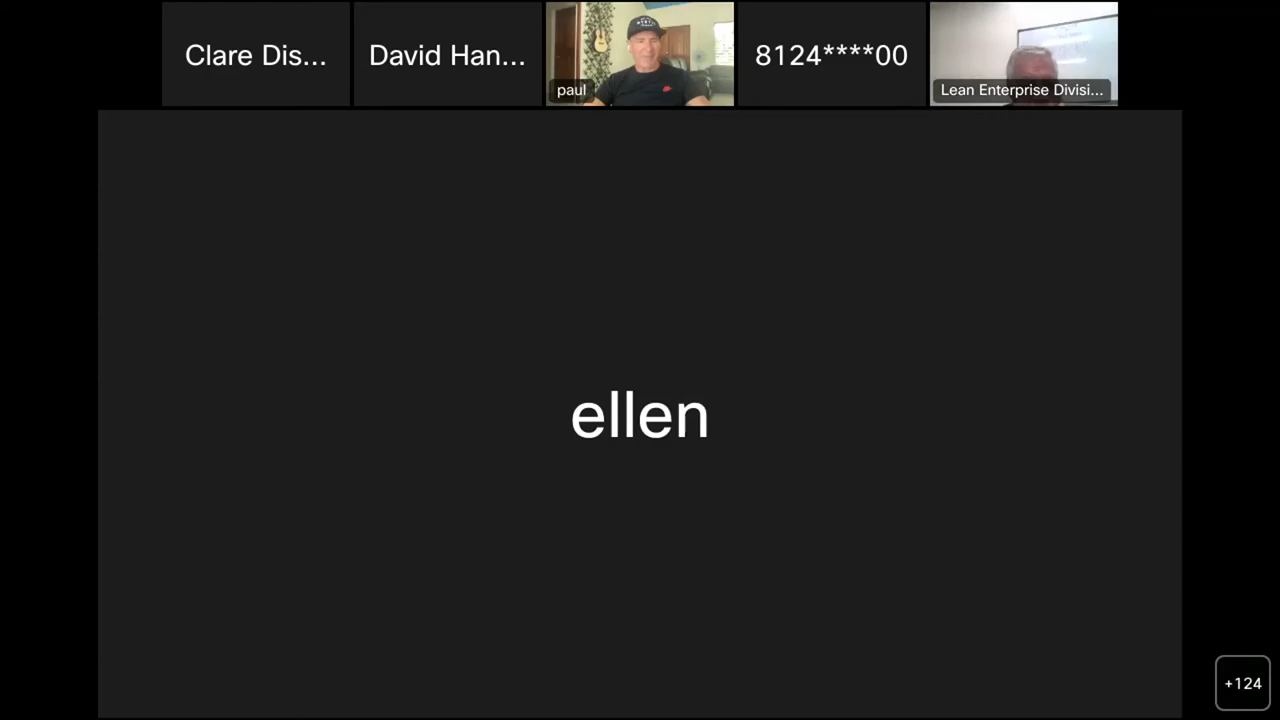 Clare Dis...
David Han...
paul
8124****00
Lean Enterprise Divisi...
ellen
+124